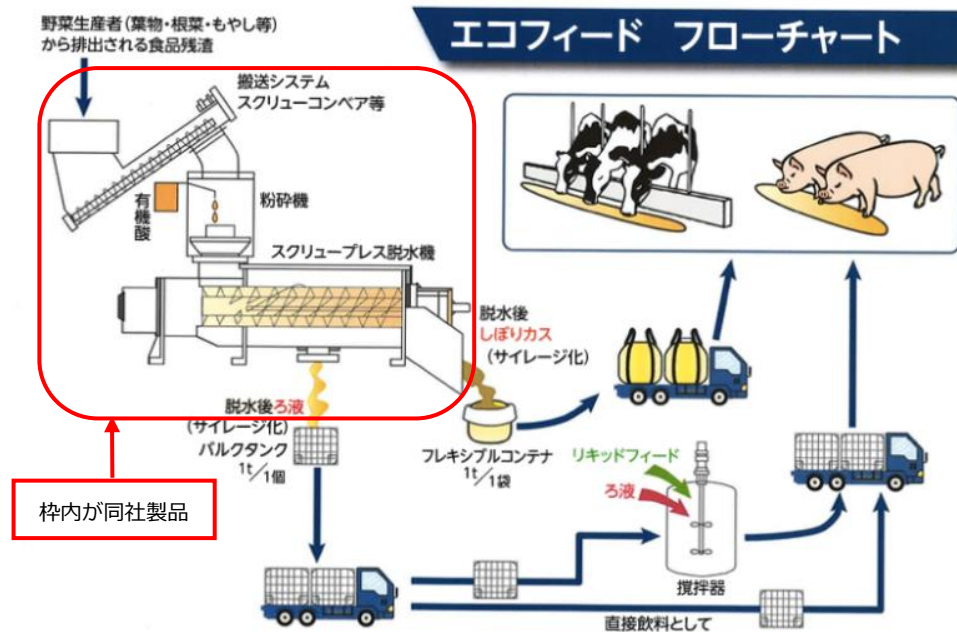 エコフィード フローチャート
野菜生産者(葉物・根菜・もやし等)
から排出される食品残渣
搬送システム
スクリューコンベア等
有機酸
粉砕機
スクリュープレス脱水機
脱水後
しぼりカス
(サイレージ化)
脱水後ろ液
(サイレージ化)
バルクタンク
1t/1個
フレキシブルコンテナ
1t/1袋
枠内が同社製品
リキッドフィード
ろ液
撹拌器
直接飲料として